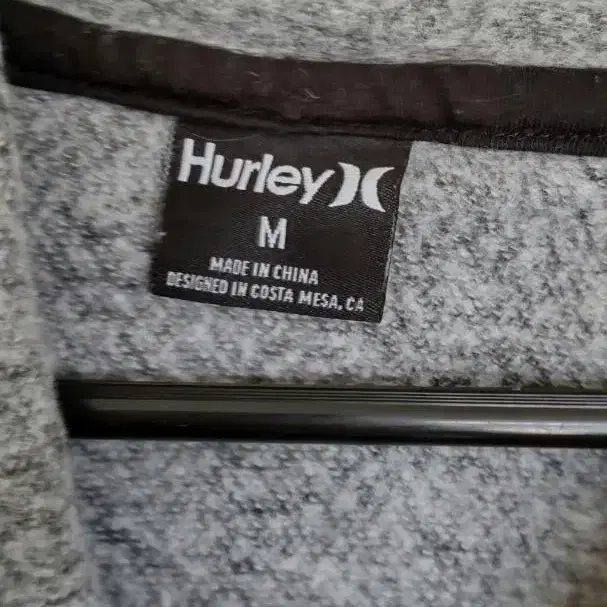 Hurley
M
MADE IN CHINA
DESIGNED IN COSTA MESA, CA